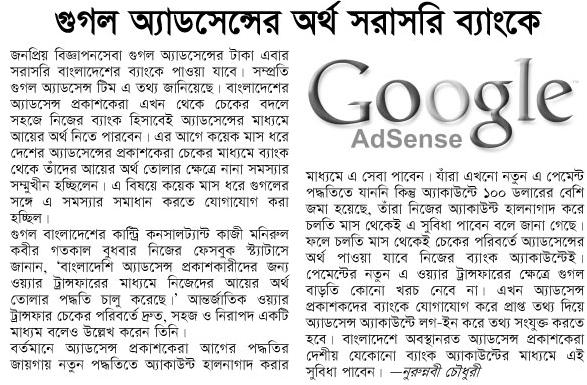 গুগল অ্যাডসেন্সের অর্থ সরাসরি ব্যাংকে
জনপ্রিয় বিজ্ঞাপনসেবা গুগল অ্যাডসেন্সের টাকা এবার
সরাসরি বাংলাদেশের ব্যাংকে পাওয়া যাবে। সম্প্রতি
গুগল অ্যাডসেন্স টিম এ তথ্য জানিয়েছে। বাংলাদেশের
অ্যাডসেন্স প্রকাশকেরা এখন থেকে চেকের বদলে
সহজে নিজের ব্যাংক হিসাবেই অ্যাডসেন্সের মাধ্যমে
আয়ের অর্থ নিতে পারবেন। এর আগে কয়েক মাস ধরে
দেশের অ্যাডসেন্সের প্রকাশকেরা চেকের মাধ্যমে ব্যাংক
থেকে তাঁদের আয়ের অর্থ তোলার ক্ষেত্রে নানা সমস্যার
সম্মুখীন হচ্ছিলেন। এ বিষয়ে কয়েক মাস ধরে গুগলের
সঙ্গে এ সমস্যার সমাধান করতে যোগাযোগ করা
হচ্ছিল।
গুগল বাংলাদেশের কান্ট্রি কনসালট্যান্ট কাজী মনিরুল
কবীর গতকাল বুধবার নিজের ফেসবুক স্ট্যাটাসে
জানান, ‘বাংলাদেশি অ্যাডসেন্স প্রকাশকারীদের জন্য
ওয়্যার ট্রান্সফারের মাধ্যমে নিজেদের আয়ের অর্থ
তোলার পদ্ধতি চালু করেছে।’ আন্তর্জাতিক ওয়্যার
ট্রান্সফার চেকের পরিবর্তে দ্রুত, সহজ ও নিরাপদ একটি
মাধ্যম বলেও উল্লেখ করেন তিনি।
বর্তমানে অ্যাডসেন্স প্রকাশকেরা আগের পদ্ধতির
জায়গায় নতুন পদ্ধতিতে অ্যাকাউন্ট হালনাগাদ করার
Google
AdSense
মাধ্যমে এ সেবা পাবেন। যাঁরা এখনো নতুন এ পেমেন্ট
পদ্ধতিতে যাননি কিন্তু অ্যাকাউন্টে ১০০ ডলারের বেশি
জমা হয়েছে, তাঁরা নিজের অ্যাকাউন্ট হালনাগাদ করে
চলতি মাস থেকেই এ সুবিধা পাবেন বলে জানা গেছে।
ফলে চলতি মাস থেকেই চেকের পরিবর্তে অ্যাডসেন্সের
অর্থ পাওয়া যাবে নিজের ব্যাংক অ্যাকাউন্টেই।
পেমেন্টের নতুন এ ওয়্যার ট্রান্সফারের ক্ষেত্রে গুগল
বাড়তি কোনো খরচ নেবে না। এখন অ্যাডসেন্স
প্রকাশকদের ব্যাংকে যোগাযোগ করে প্রাপ্ত তথ্য দিয়ে
অ্যাডসেন্স অ্যাকাউন্টে লগ-ইন করে তথ্য সংযুক্ত করতে
হবে। বাংলাদেশে অবস্থানরত অ্যাডসেন্স প্রকাশকেরা
দেশীয় যেকোনো ব্যাংক অ্যাকাউন্টের মাধ্যমে এই
সুবিধা পাবেন। —নুরুন্নবী চৌধুরী